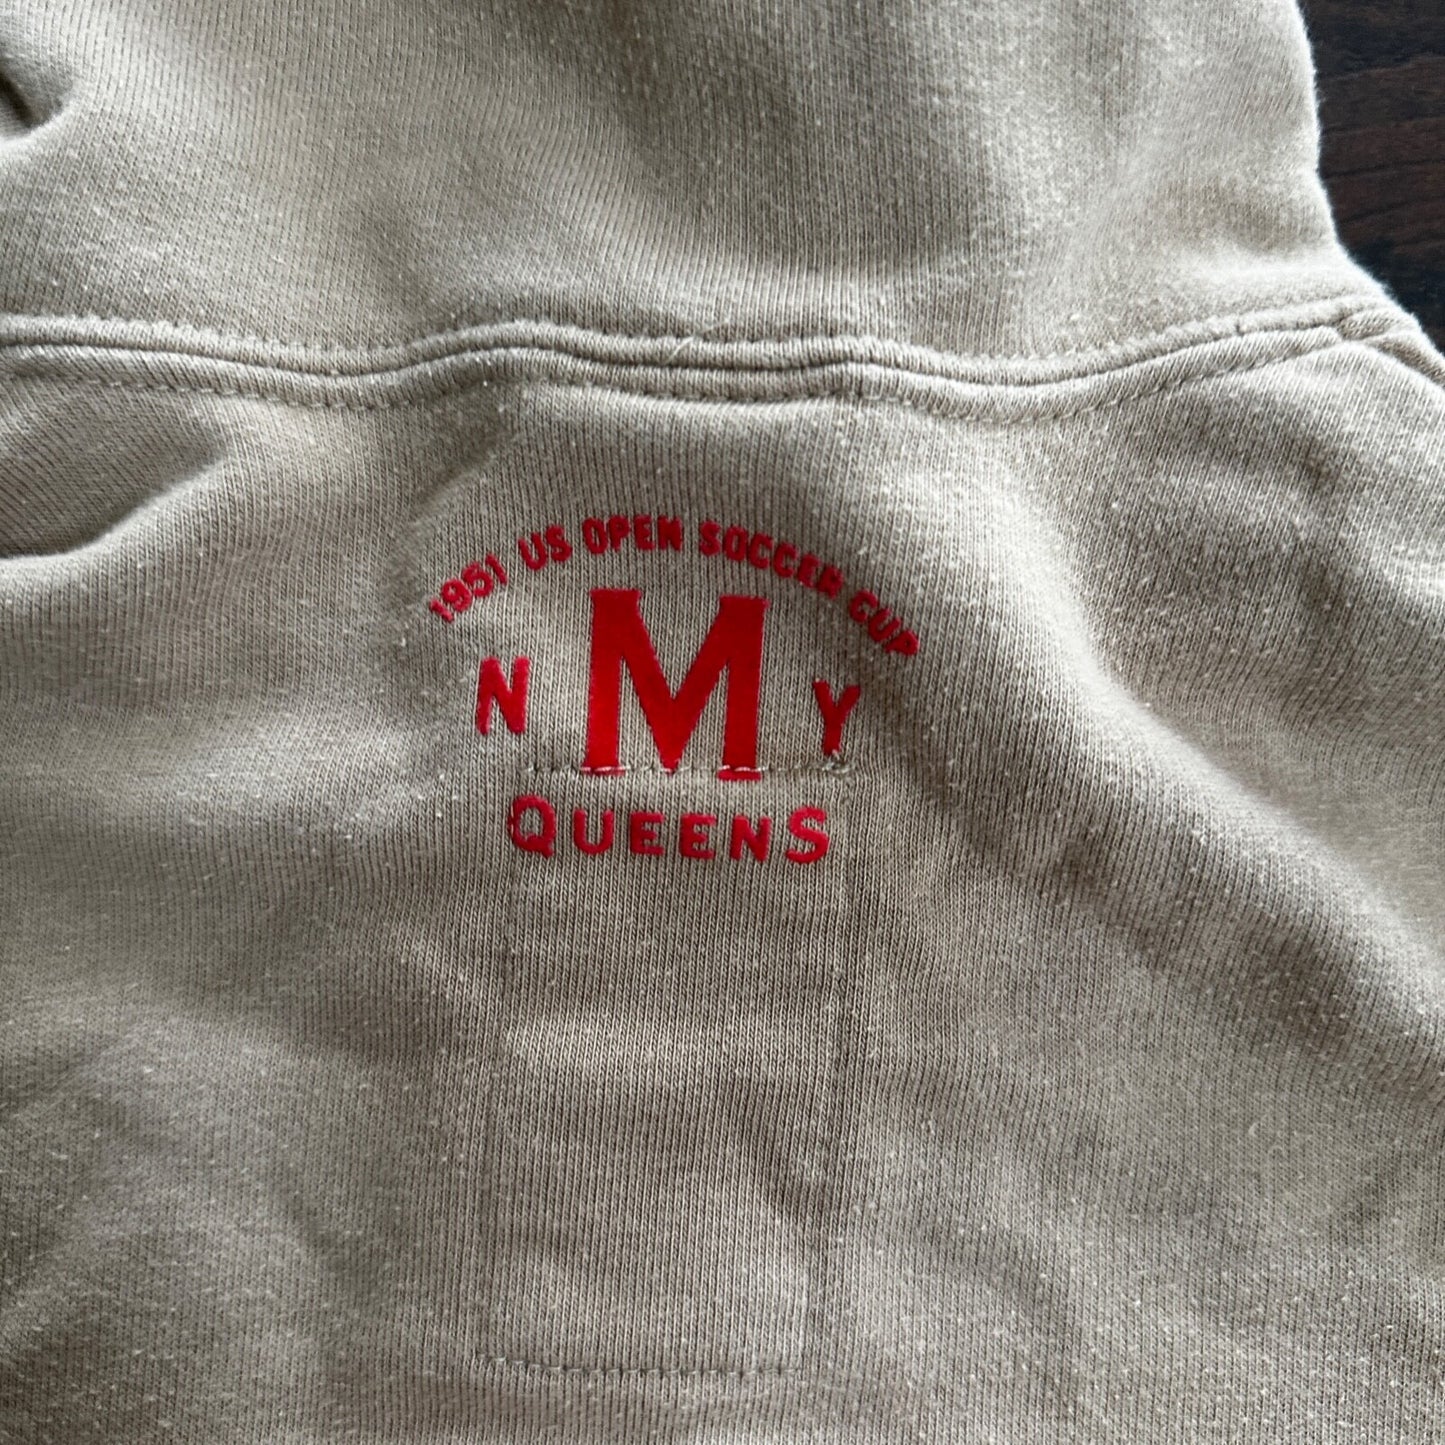 1951 US OPEN SOCCER CUP
N M Y
QUEENS